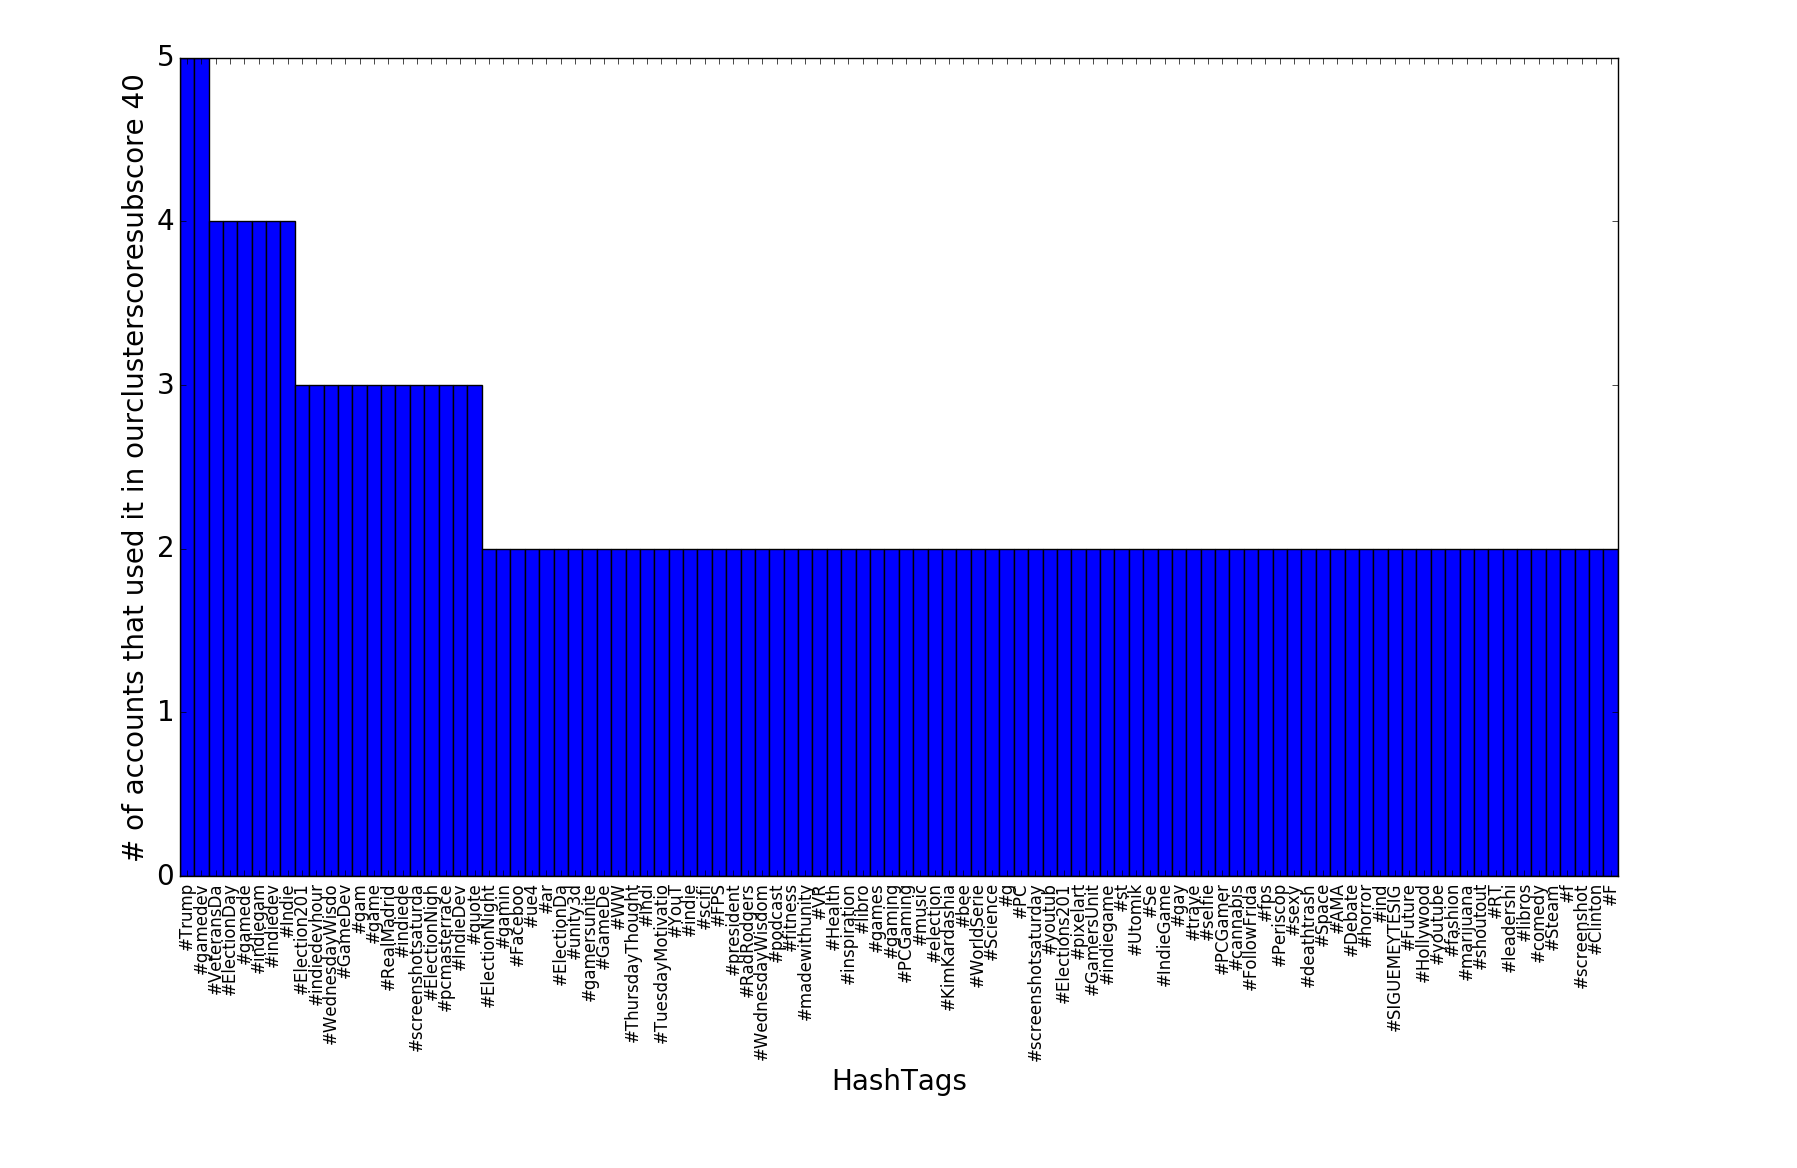 5
4
3
2
1
0
# of accounts that used it in ourclusterscoresubscore 40
#Trump
#gamedev
#VeteransDa
#ElectionDay
#gamede
#indiegam
#indiedev
#Indie
#Election201
#indiedevhour
#WednesdayWisdo
#GameDev
#gam
#game
#RealMadrid
#indiede
#screenshotsaturda
#ElectionNigh
#pcmasterrace
#IndieDev
#quote
#ElectionNight
#gamin
#Faceboo
#ue4
#ar
#ElectionDa
#unity3d
#gamersunite
#GameDe
#WW
#ThursdayThought
#Indi
#TuesdayMotivatio
#YouT
#indie
#scifi
#FPS
#president
#RadRodgers
#WednesdayWisdom
#podcast
#fitness
#madewithunity
#VR
#Health
#inspiration
#libro
#games
#gaming
#PCGaming
#music
#election
#KimKardashia
#bee
#WorldSerie
#Science
#g
#PC
#screenshotsaturday
#youtub
#Elections201
#pixelart
#GamersUnit
#indiegame
#st
#Utomik
#Se
#IndieGame
#gay
#trave
#selfie
#PCGamer
#cannabis
#FollowFrida
#fps
#Periscop
#sexy
#deathtrash
#Space
#AMA
#Debate
#horror
#ind
#SIGUEMEYTESIG
#Future
#Hollywood
#youtube
#fashion
#marijuana
#shoutout
#RT
#leadershi
#libros
#comedy
#Steam
#fi
#screenshot
#Clinton
#F
HashTags